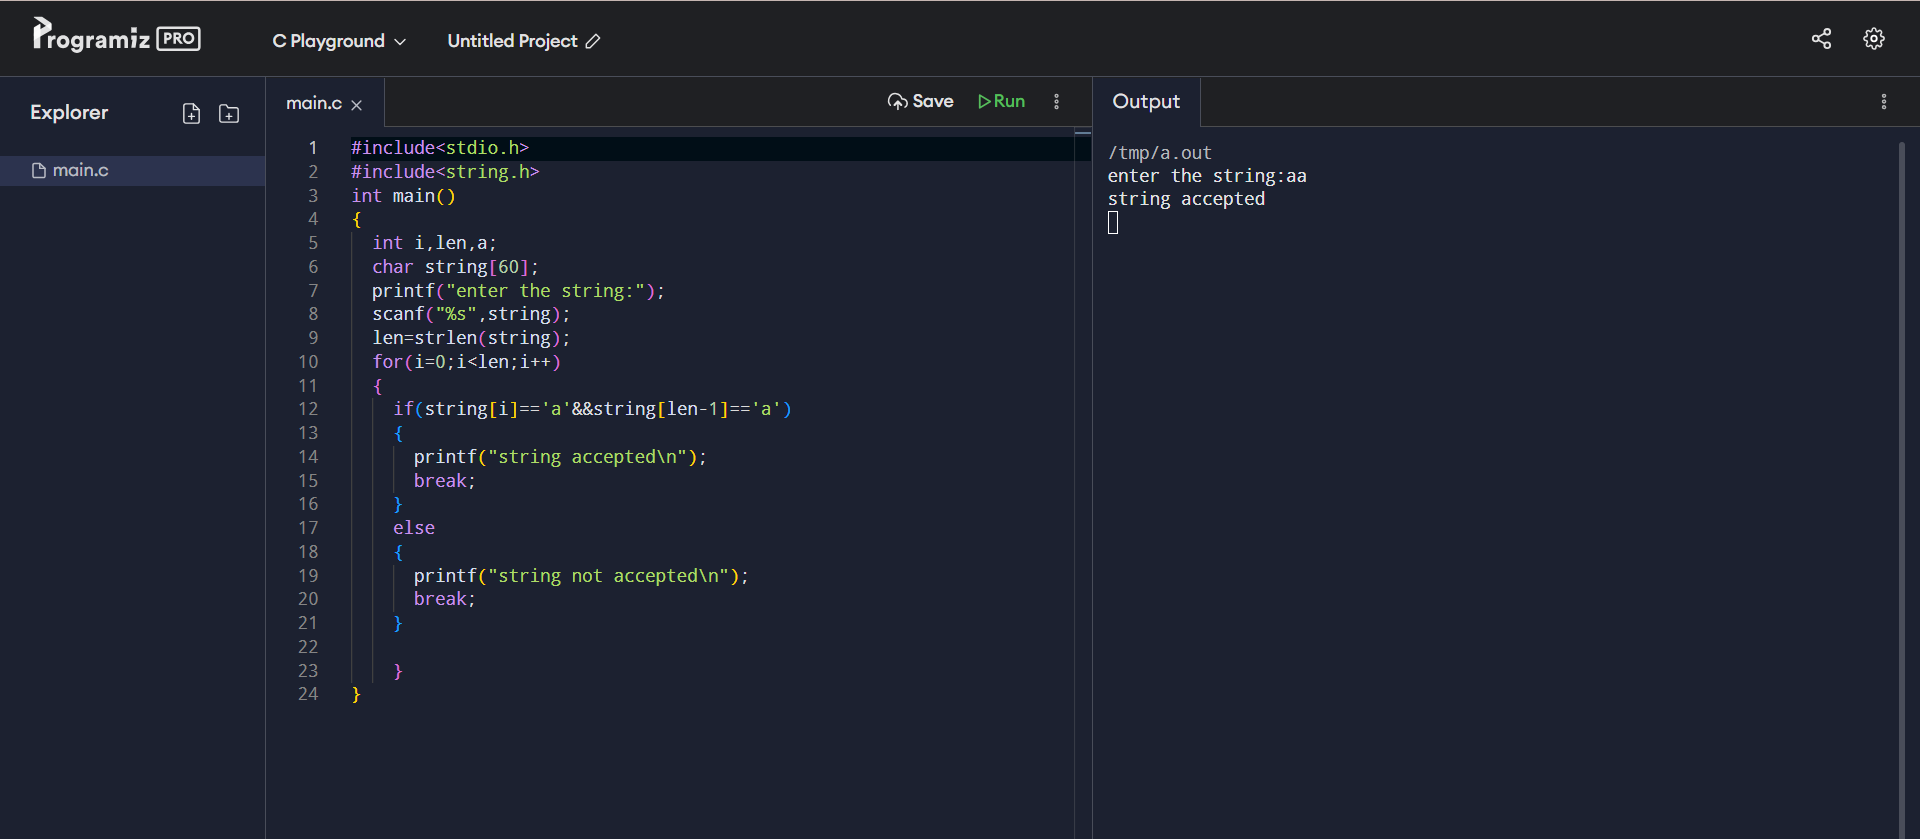 Programiz PRO
C Playground
Untitled Project
Explorer
main.c
main.c
Save
Run
Output
1 #include<stdio.h>
2 #include<string.h>
3 int main()
4 {
5 int i,len,a;
6 char string[60];
7 printf("enter the string:");
8 scanf("%s",string);
9 len=strlen(string);
10 for(i=0;i<len;i++)
11 {
12 if(string[i]=='a'&&string[len-1]=='a')
13 {
14 printf("string accepted\n");
15 break;
16 }
17 else
18 {
19 printf("string not accepted\n");
20 break;
21 }
22
23 }
24 }
/tmp/a.out
enter the string:aa
string accepted